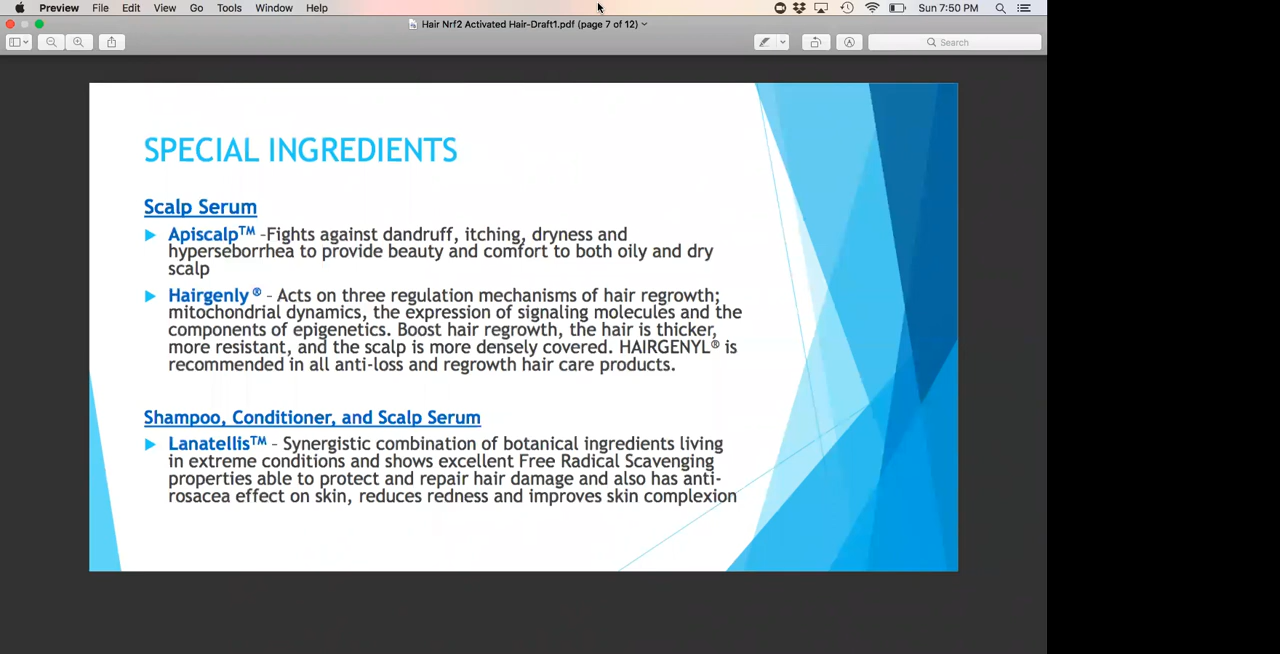 Preview File Edit View Go Tools Window Help Sun 7:50 PM
Hair Nrf2 Activated Hair-Draft1.pdf (page 7 of 12)
Search
SPECIAL INGREDIENTS
Scalp Serum
Apiscalp™ -Fights against dandruff, itching, dryness and
hyperseborrhea to provide beauty and comfort to both oily and dry
scalp
Hairgenly ® - Acts on three regulation mechanisms of hair regrowth;
mitochondrial dynamics, the expression of signaling molecules and the
components of epigenetics. Boost hair regrowth, the hair is thicker,
more resistant, and the scalp is more densely covered. HAIRGENYL® is
recommended in all anti-loss and regrowth hair care products.
Shampoo, Conditioner, and Scalp Serum
Lanatellis™ - Synergistic combination of botanical ingredients living
in extreme conditions and shows excellent Free Radical Scavenging
properties able to protect and repair hair damage and also has anti-
rosacea effect on skin, reduces redness and improves skin complexion